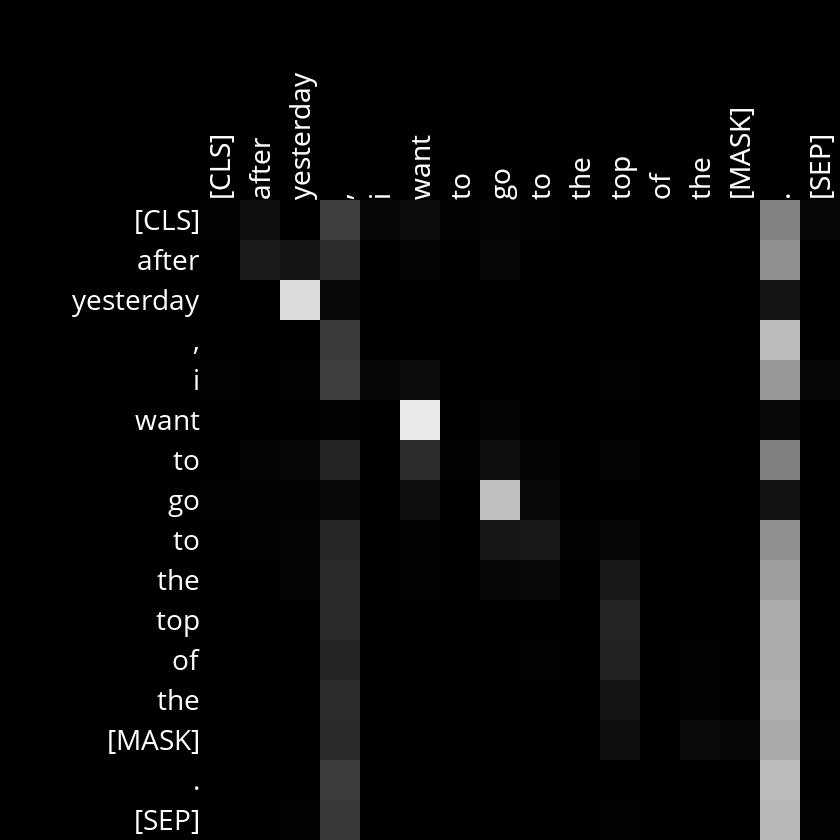 [CLS] after yesterday , i want to go to the top of the [MASK] . [SEP]
[CLS]
after
yesterday
,
i
want
to
go
to
the
top
of
the
[MASK]
.
[SEP]